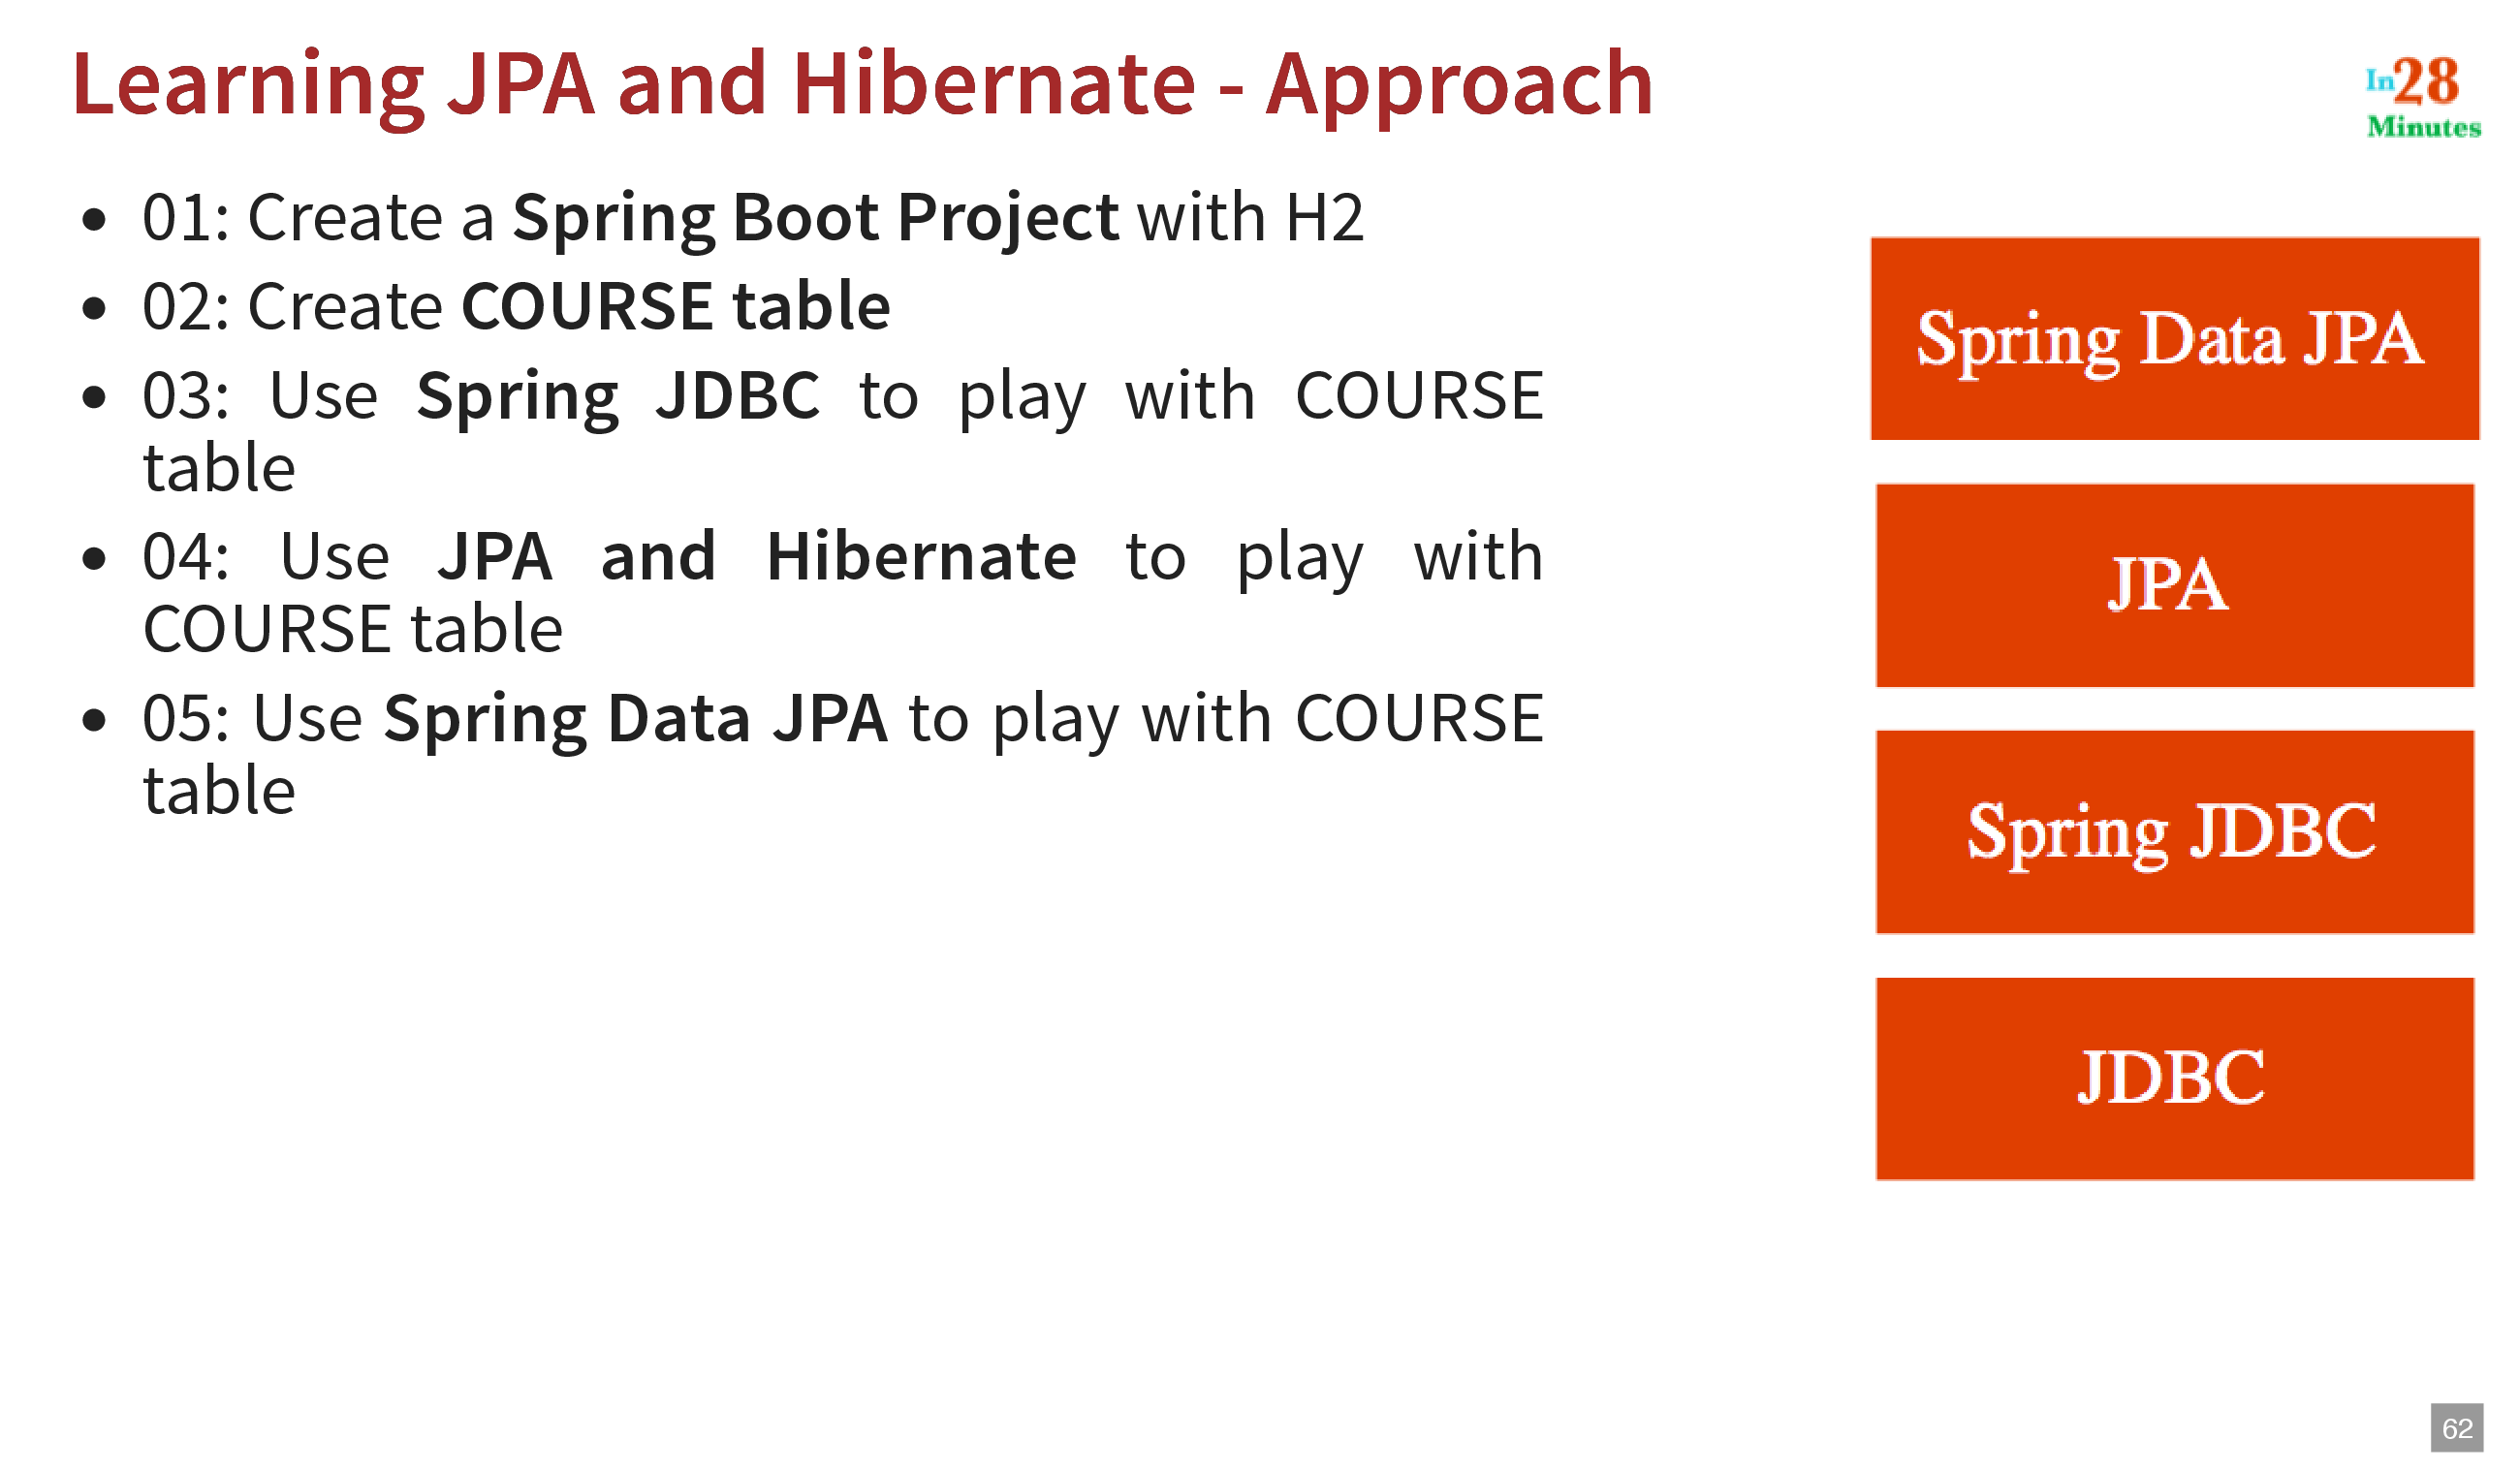 Learning JPA and Hibernate - Approach
In28
Minutes
• 01: Create a Spring Boot Project with H2
• 02: Create COURSE table
• 03: Use Spring JDBC to play with COURSE
table
• 04: Use JPA and Hibernate to play with
COURSE table
• 05: Use Spring Data JPA to play with COURSE
table
Spring Data JPA
JPA
Spring JDBC
JDBC
62